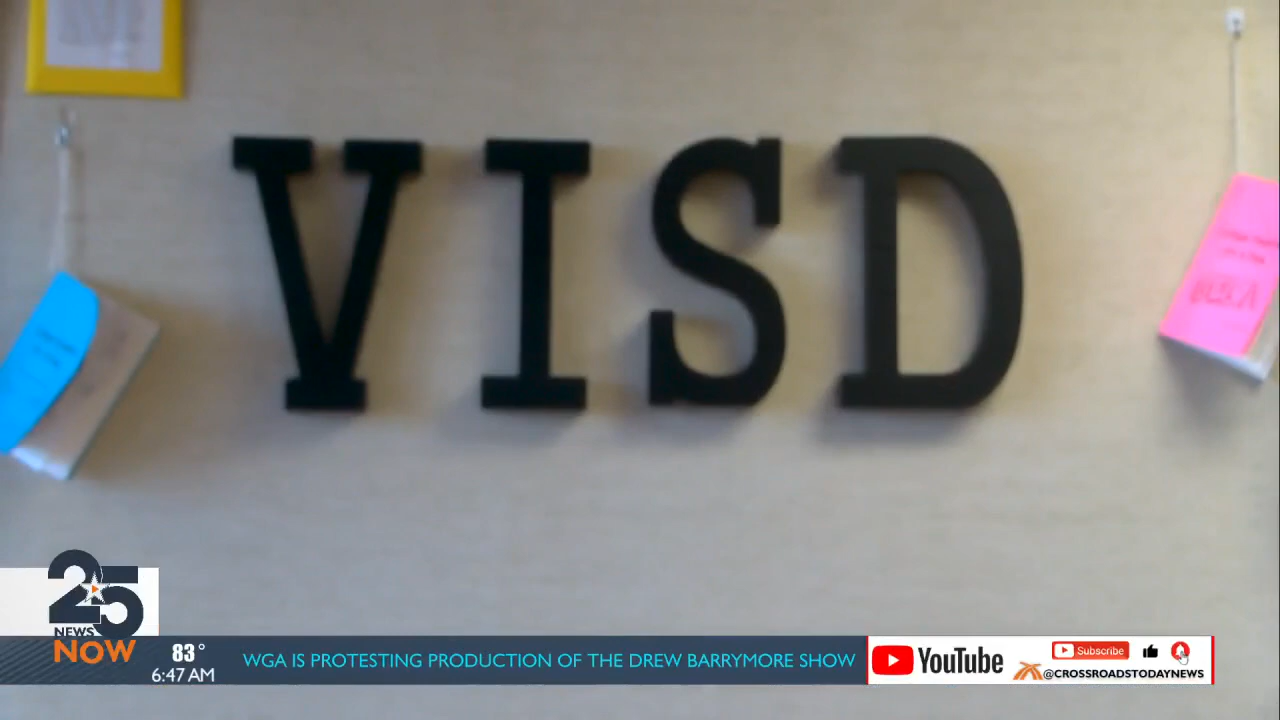 VISD
25
NEWS
NOW
83°
6:47 AM
WGA IS PROTESTING PRODUCTION OF THE DREW BARRYMORE SHOW
YouTube
Subscribe
@CROSSROADSTODAYNEWS